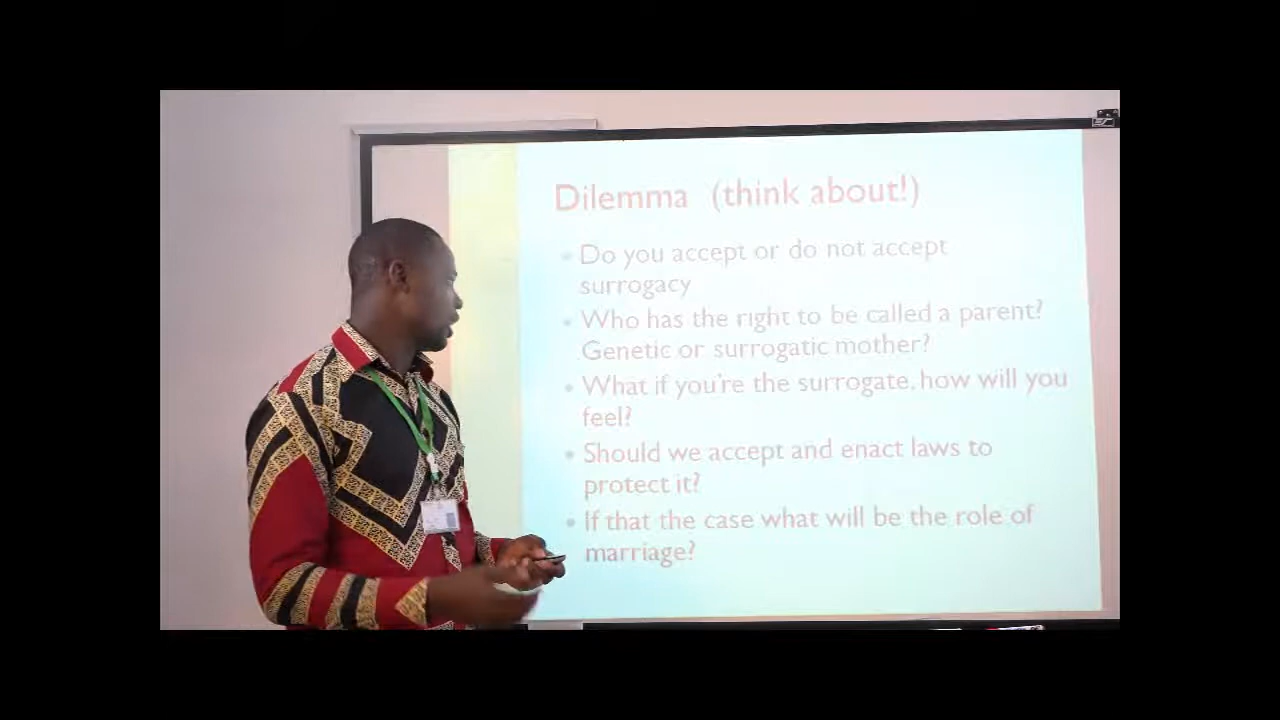 Dilemma (think about!)
• Do you accept or do not accept
surrogacy
• Who has the right to be called a parent?
Genetic or surrogatic mother?
• What if you're the surrogate, how will you
feel?
• Should we accept and enact laws to
protect it?
• If that the case what will be the role of
marriage?